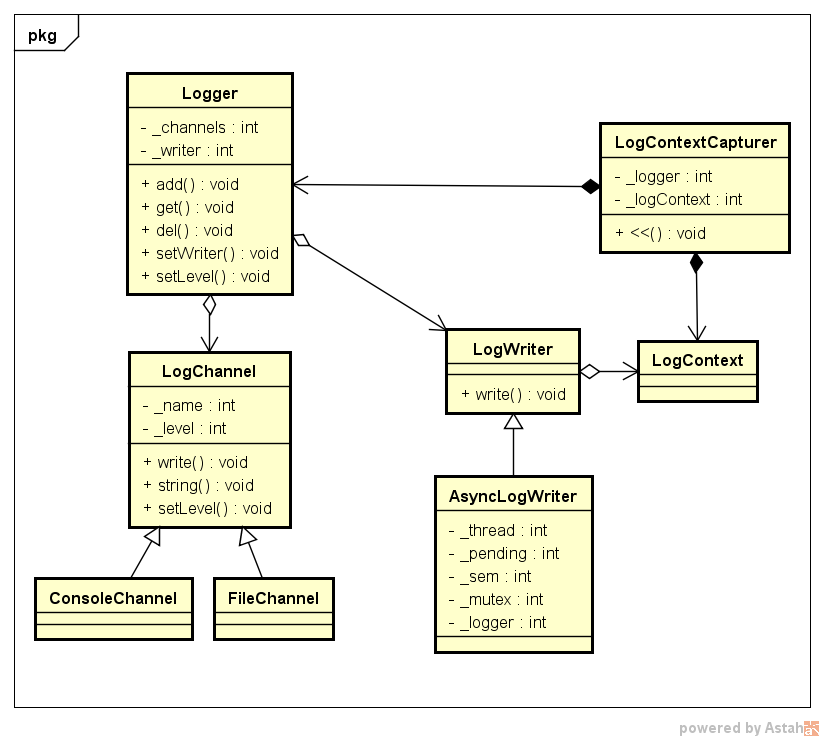 pkg
Logger
- _channels : int
- _writer : int
+ add() : void
+ get() : void
+ del() : void
+ setWriter() : void
+ setLevel() : void
LogContextCapturer
- _logger : int
- _logContext : int
+ <<() : void
LogChannel
- _name : int
- _level : int
+ write() : void
+ string() : void
+ setLevel() : void
LogWriter
+ write() : void
LogContext
AsyncLogWriter
- _thread : int
- _pending : int
- _sem : int
- _mutex : int
- _logger : int
ConsoleChannel
FileChannel
powered by Astah